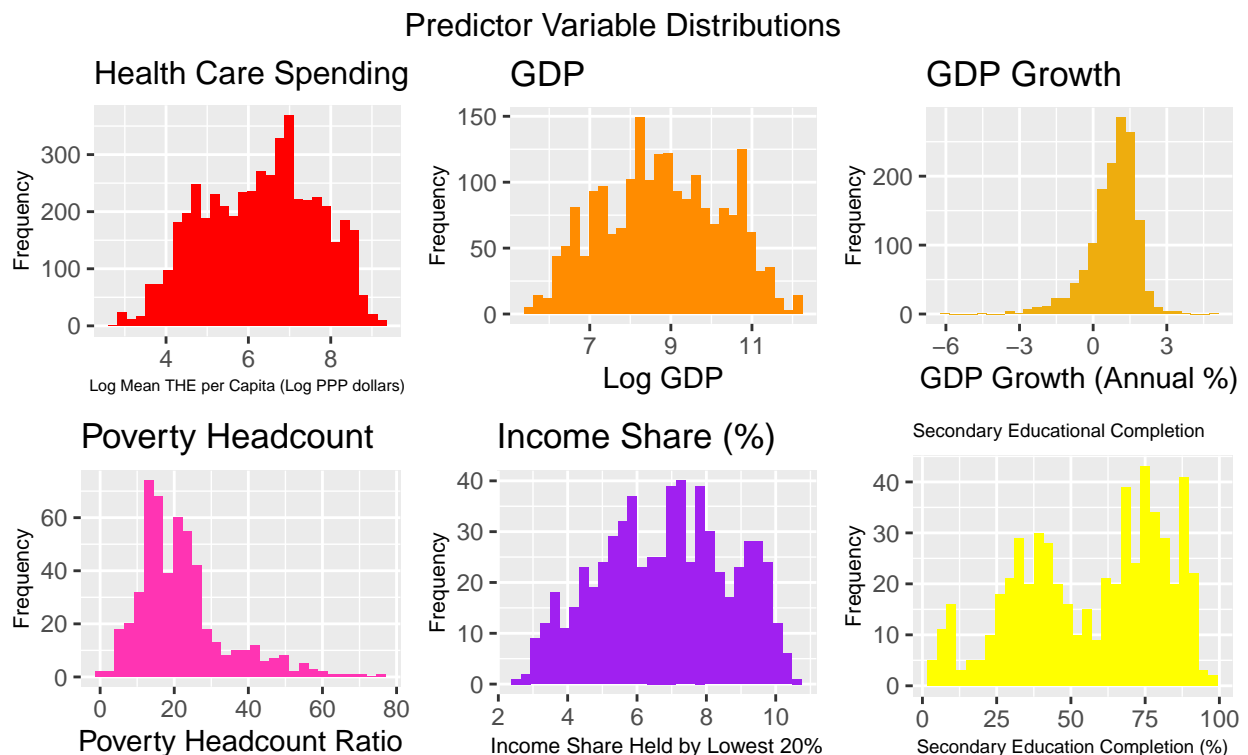 Predictor Variable Distributions
Health Care Spending
Frequency
300
200
100
0
4 6 8
Log Mean THE per Capita (Log PPP dollars)
GDP
Frequency
150
100
50
0
7 9 11
Log GDP
GDP Growth
Frequency
200
100
0
−6 −3 0 3
GDP Growth (Annual %)
Poverty Headcount
Frequency
60
40
20
0
0 20 40 60 80
Poverty Headcount Ratio
Income Share (%)
Frequency
40
30
20
10
0
2 4 6 8 10
Income Share Held by Lowest 20%
Secondary Educational Completion
Frequency
40
30
20
10
0
0 25 50 75 100
Secondary Education Completion (%)